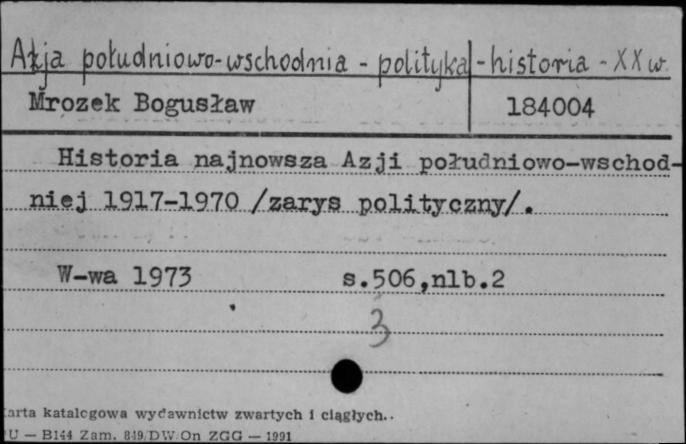 Azja południowo-wschodnia - polityka - historia - XX w.
Mrozek Bogusław 184004
Historia najnowsza Azji południowo-wschod-
niej 1917-1970 /zarys polityczny/.
W-wa 1973 s.506,nlb.2
3
arta katalogowa wydawnictw zwartych i ciągłych.
U — B144 Zam. 849/DW/On ZGG — 1991